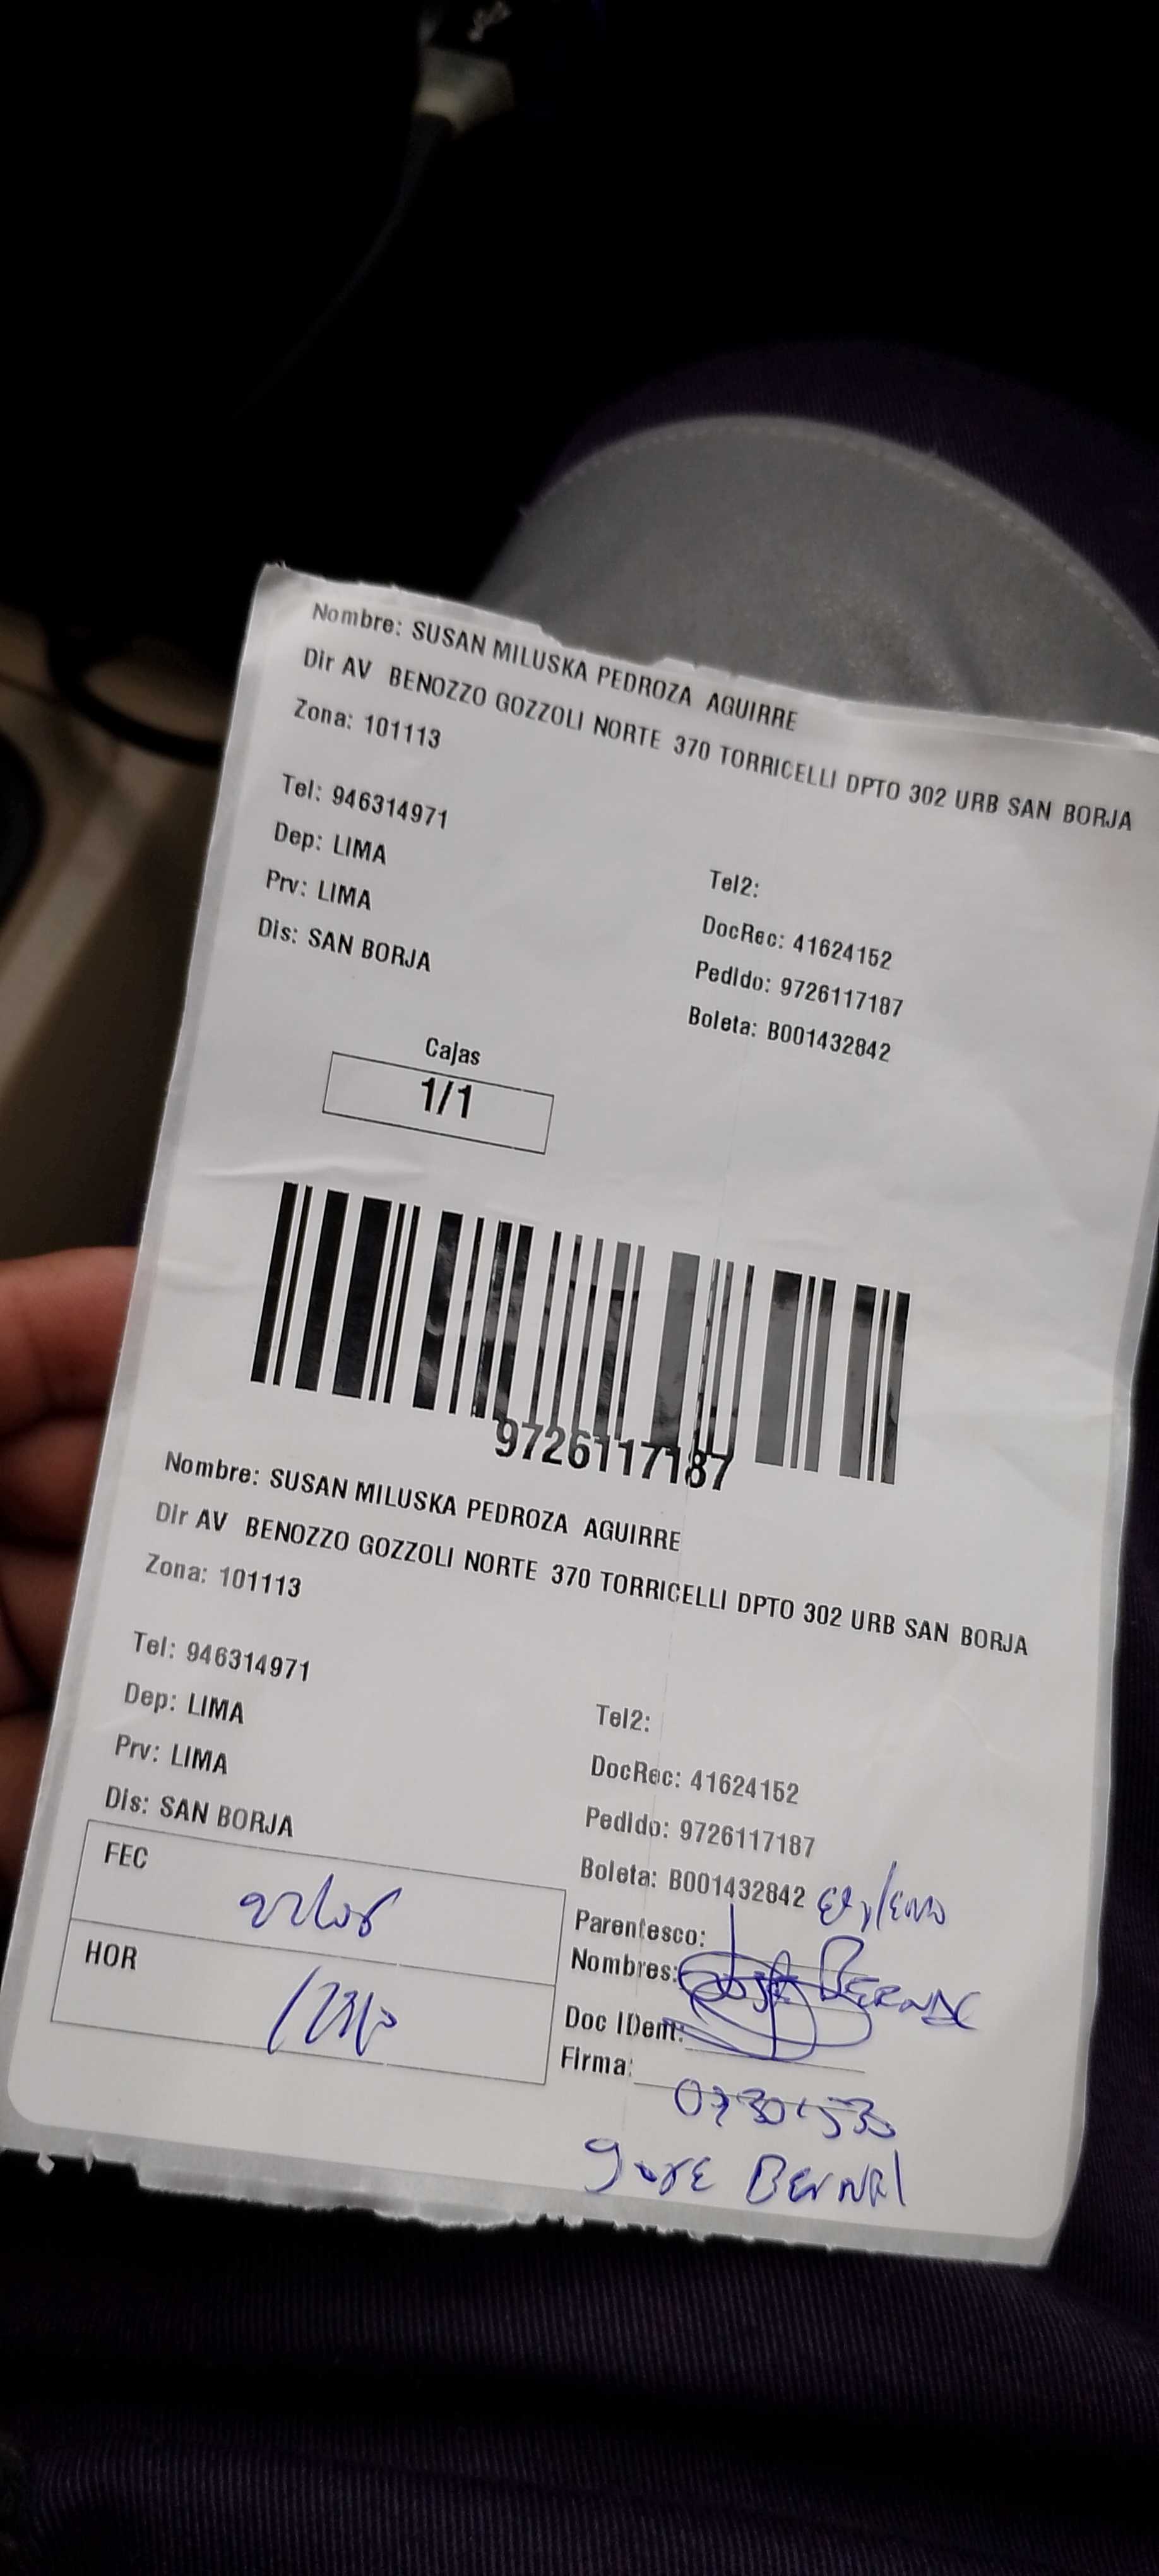 Nombre: SUSAN MILUSKA PEDROZA AGUIRRE
Dir AV BENOZZO GOZZOLI NORTE 370 TORRICELLI DPTO 302 URB SAN BORJA
Zona: 101113
Tel: 946314971
Dep: LIMA
Prv: LIMA
Dis: SAN BORJA
Tel2:
DocRec: 41624152
Pedido: 9726117187
Boleta: B001432842
Cajas
1/1
9726117187
Nombre: SUSAN MILUSKA PEDROZA AGUIRRE
Dir AV BENOZZO GOZZOLI NORTE 370 TORRICELLI DPTO 302 URB SAN BORJA
Zona: 101113
Tel: 946314971
Dep: LIMA
Prv: LIMA
Dis: SAN BORJA
Tel2:
DocRec: 41624152
Pedido: 9726117187
Boleta: B001432842
FEC
HOR
Parentesco:
Nombres: BERNAL
Doc IDent:
Firma:
Jose Bernal